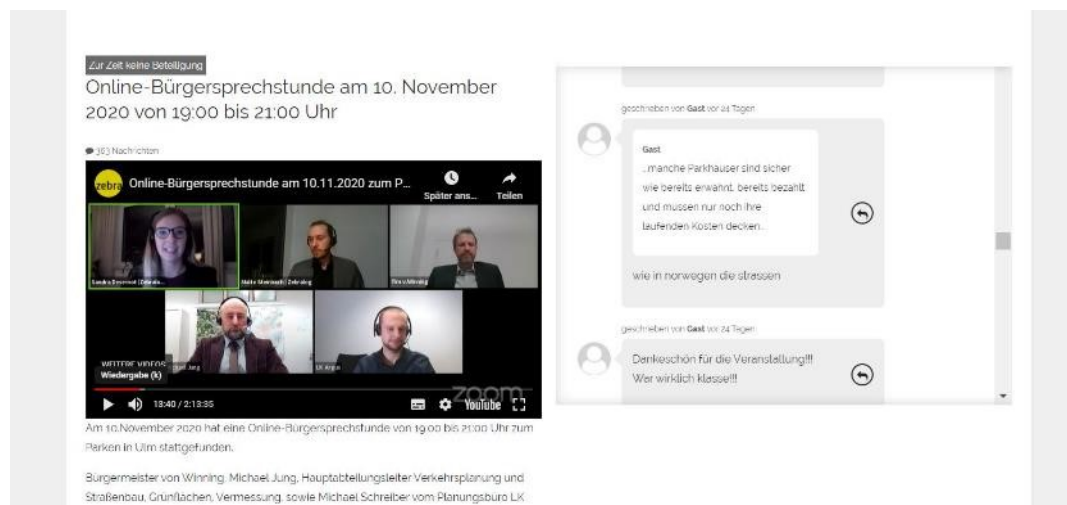 Zur Zeit keine Beteiligung
Online-Bürgersprechstunde am 10. November
2020 von 19:00 bis 21:00 Uhr
363 Nachrichten
zebra
Online-Bürgersprechstunde am 10.11.2020 zum P...
Später ans...
Teilen
WEITERE VIDEOS
Wiedergabe (k)
LK Argus
zoom
13:40 / 2:13:35
YouTube
Am 10.November 2020 hat eine Online-Bürgersprechstunde von 19:00 bis 21:00 Uhr zum
Parken in Ulm stattgefunden.
Bürgermeister von Winning, Michael Jung, Hauptabteilungsleiter Verkehrsplanung und
Straßenbau, Grünflächen, Vermessung, sowie Michael Schreiber vom Planungsbüro LK
geschrieben von Gast vor 24 Tagen
Gast
...manche Parkhäuser sind sicher
wie bereits erwähnt, bereits bezahlt
und müssen nur noch ihre
laufenden Kosten decken...
wie in norwegen die strassen
geschrieben von Gast vor 24 Tagen
Dankeschön für die Veranstallung!!!
War wirklich klasse!!!